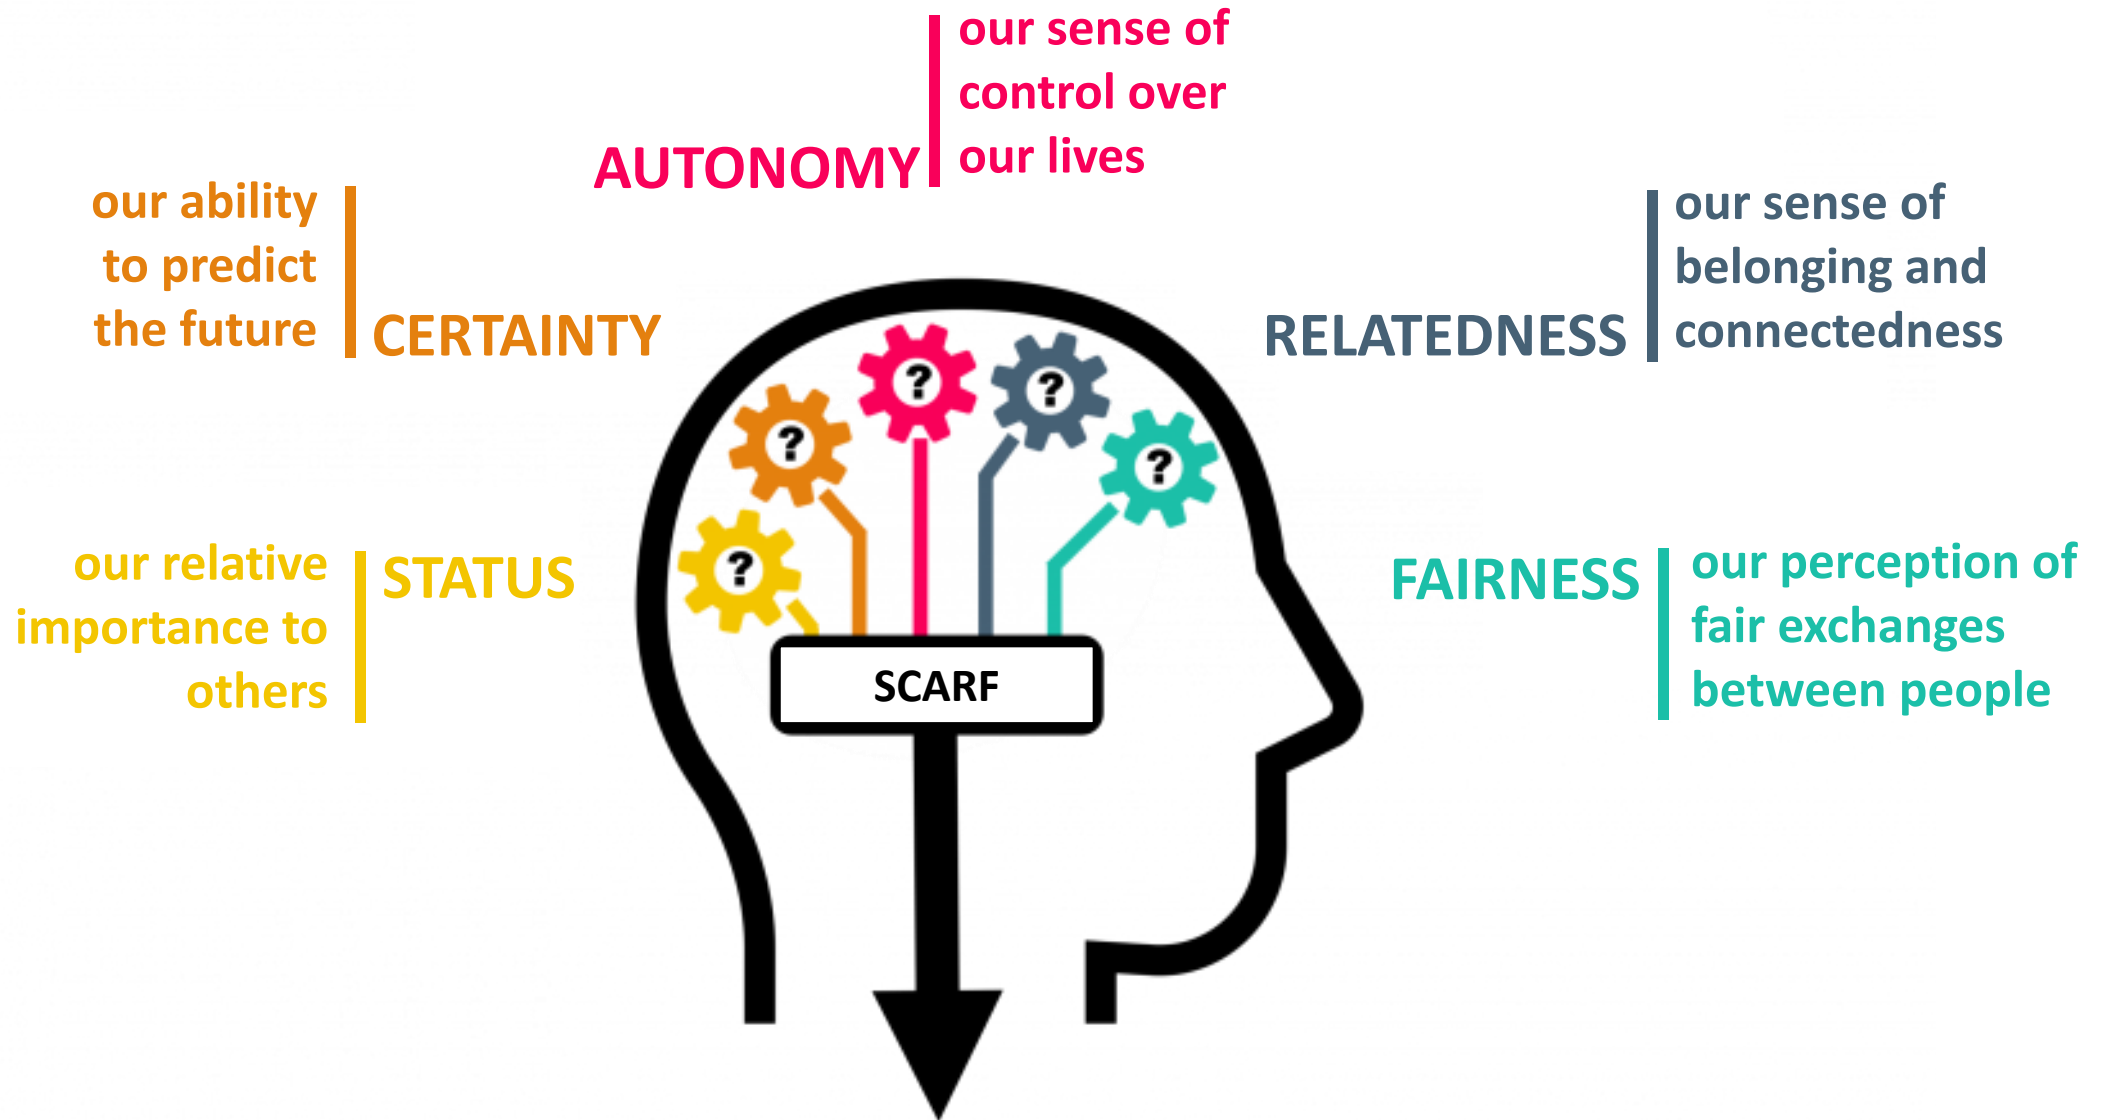 our sense of
control over
our lives
AUTONOMY
our ability
to predict
the future
CERTAINTY
RELATEDNESS
our sense of
belonging and
connectedness
our relative
importance to
others
STATUS
FAIRNESS
our perception of
fair exchanges
between people
?
?
?
?
?
SCARF